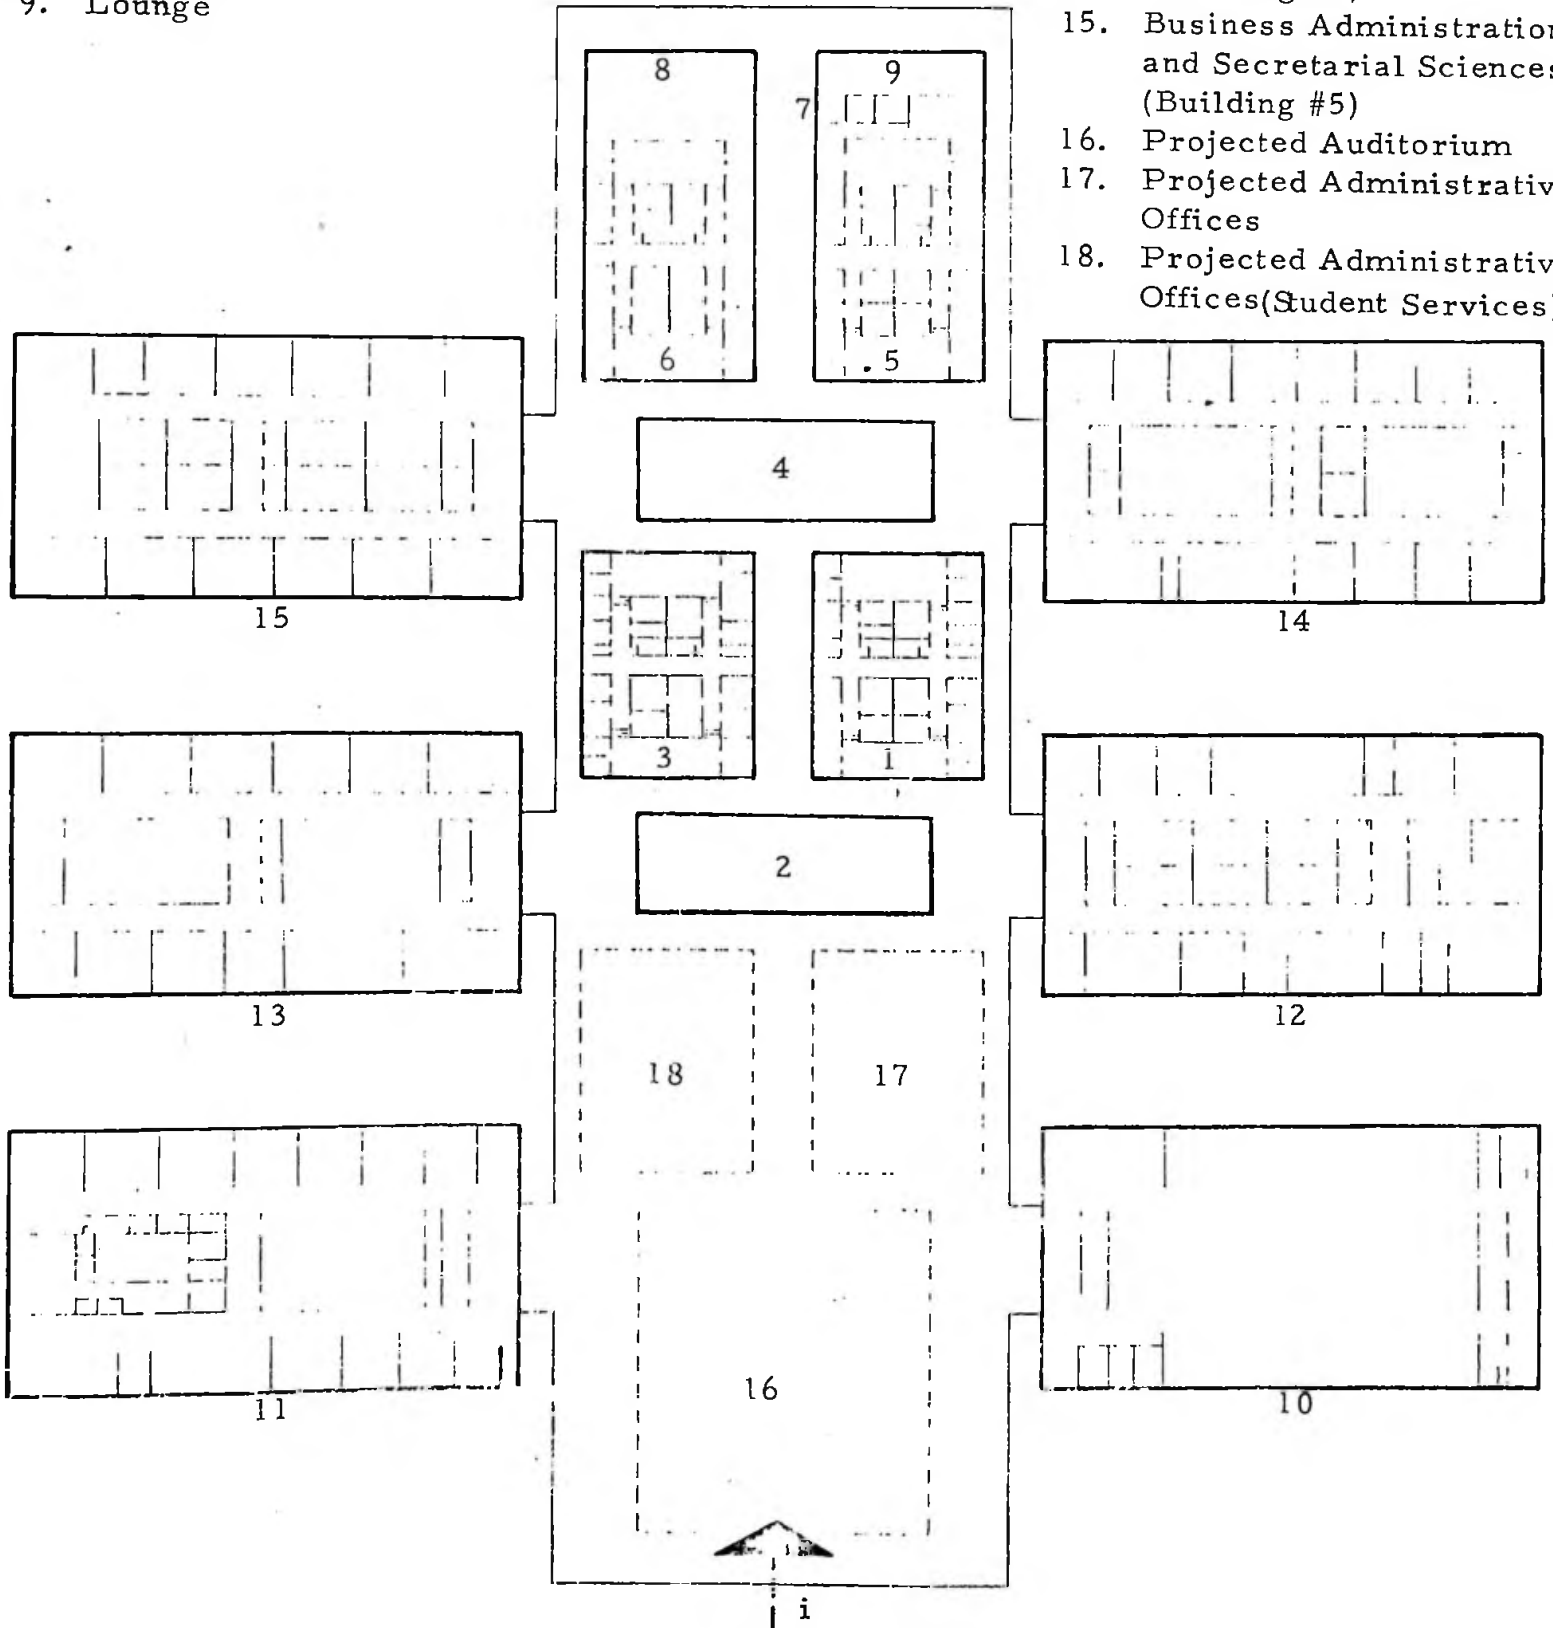 9. Lounge
15. Business Administration
and Secretarial Sciences
(Building #5)
16. Projected Auditorium
17. Projected Administrativ
Offices
18. Projected Administrativ
Offices(Student Services)
8
9
7
6
5
4
15
14
3
1
2
13
12
18
17
11
10
16
i